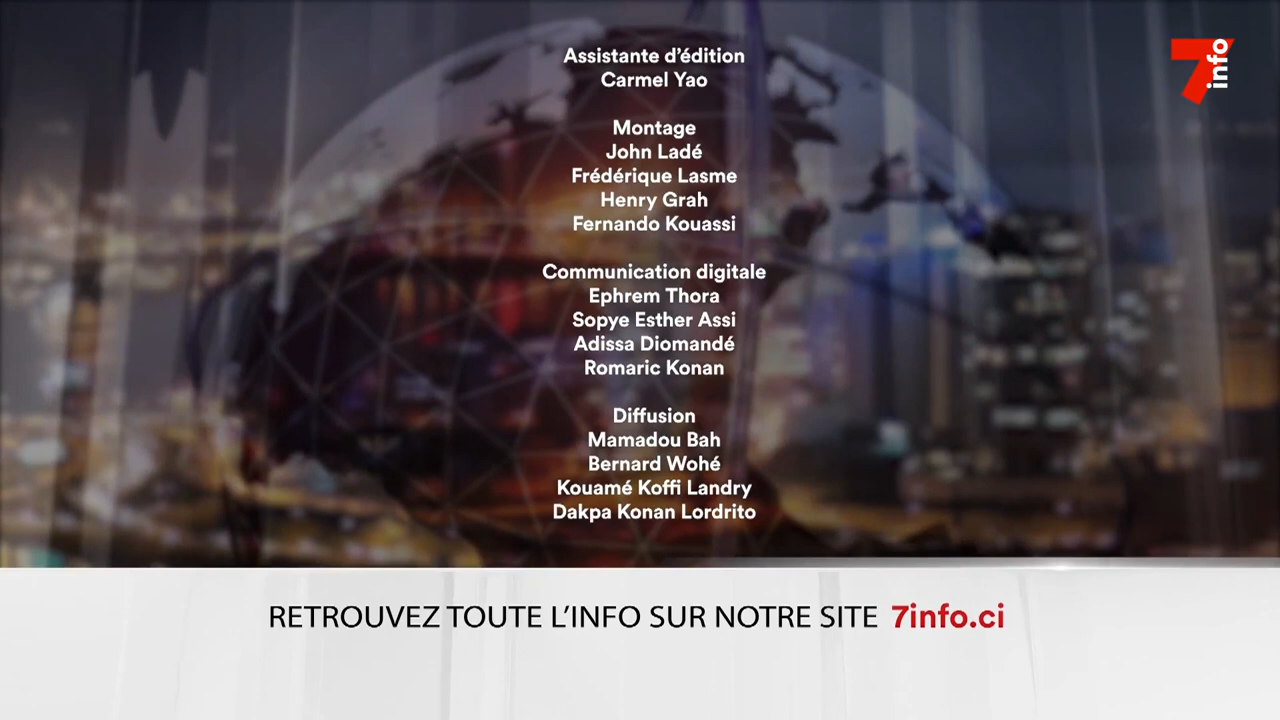 7info
Assistante d'édition
Carmel Yao
Montage
John Ladé
Frédérique Lasme
Henry Grah
Fernando Kouassi
Communication digitale
Ephrem Thora
Sopye Esther Assi
Adissa Diomandé
Romaric Konan
Diffusion
Mamadou Bah
Bernard Wohé
Kouamé Koffi Landry
Dakpa Konan Lordrito
RETROUVEZ TOUTE L'INFO SUR NOTRE SITE 7info.ci